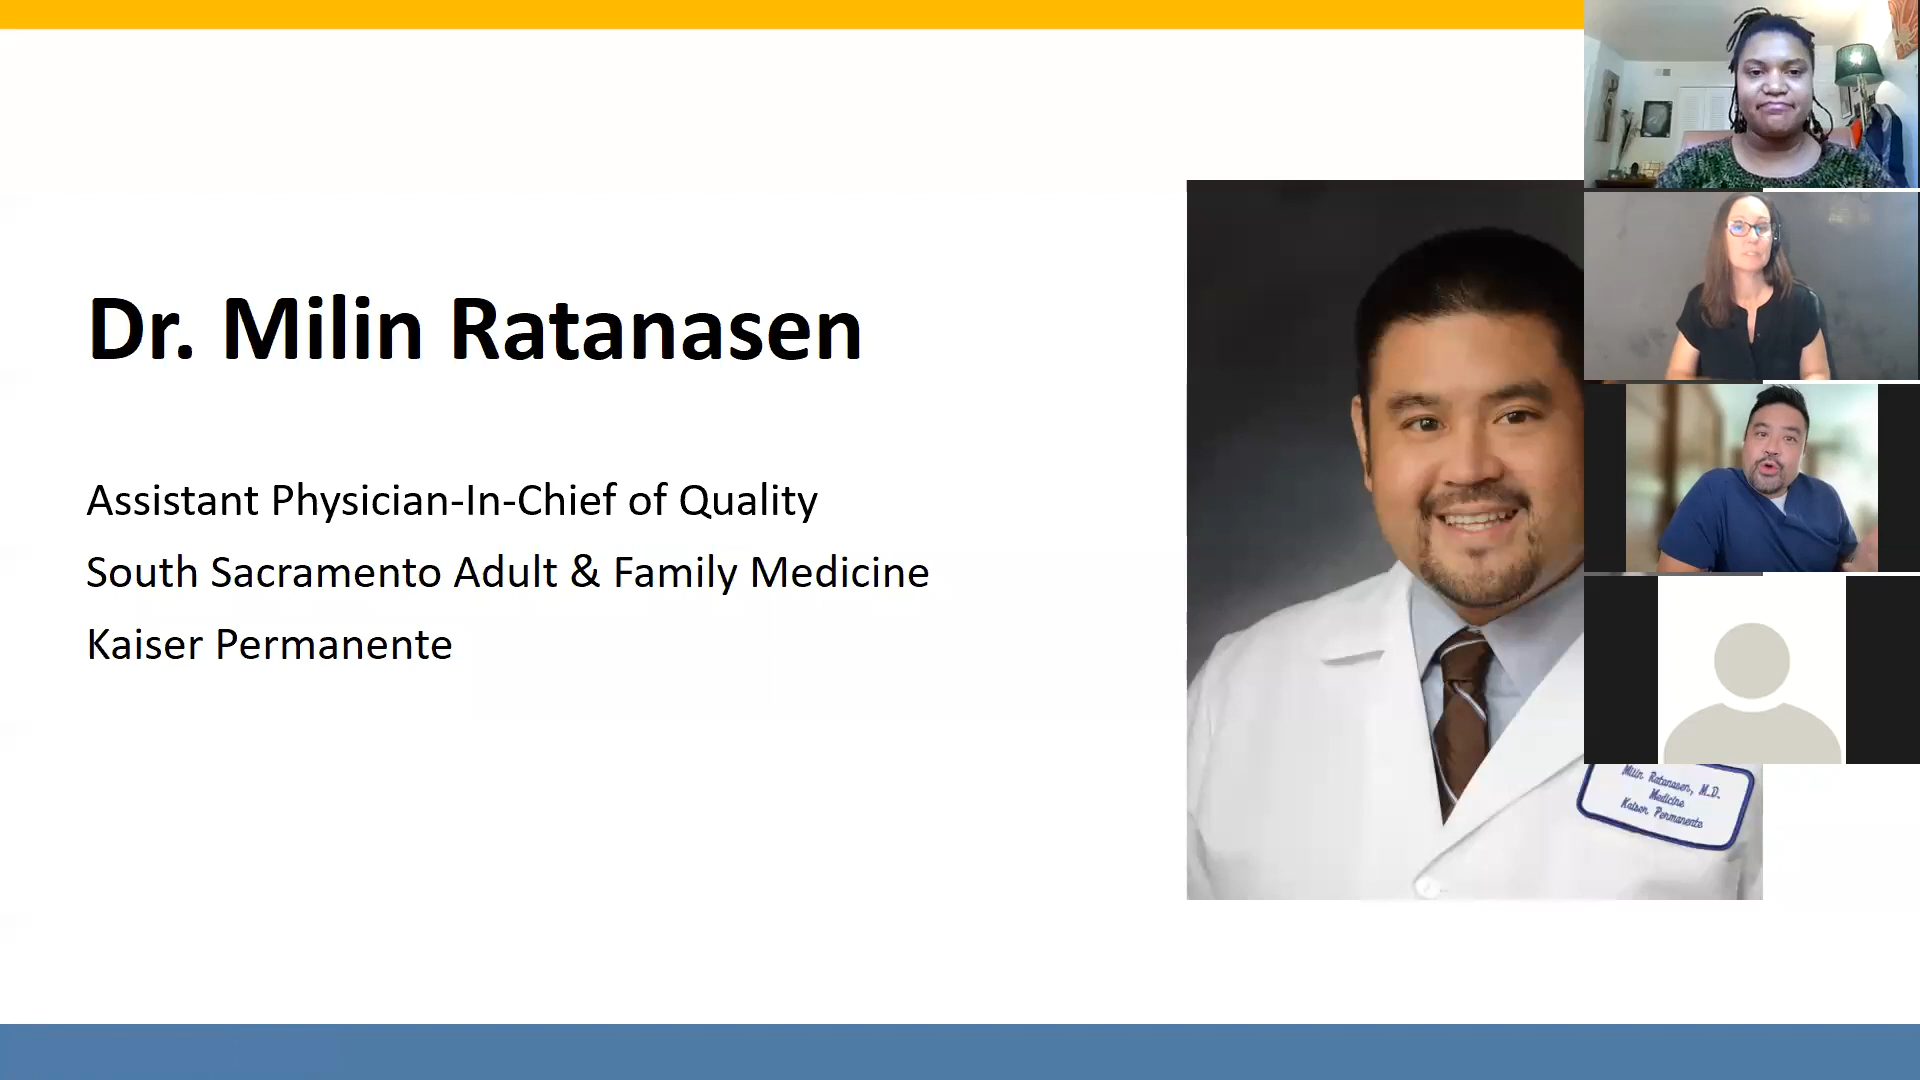 Dr. Milin Ratanasen
Assistant Physician-In-Chief of Quality
South Sacramento Adult & Family Medicine
Kaiser Permanente
Milin Ratanasen, M.D.
Medicine
Kaiser Permanente